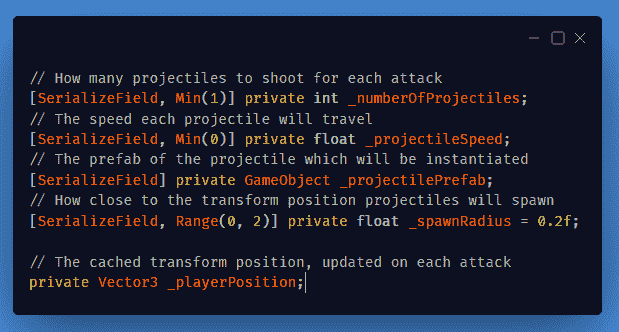 // How many projectiles to shoot for each attack
[SerializeField, Min(1)] private int _numberOfProjectiles;
// The speed each projectile will travel
[SerializeField, Min(0)] private float _projectileSpeed;
// The prefab of the projectile which will be instantiated
[SerializeField] private GameObject _projectilePrefab;
// How close to the transform position projectiles will spawn
[SerializeField, Range(0, 2)] private float _spawnRadius = 0.2f;
// The cached transform position, updated on each attack
private Vector3 _playerPosition;